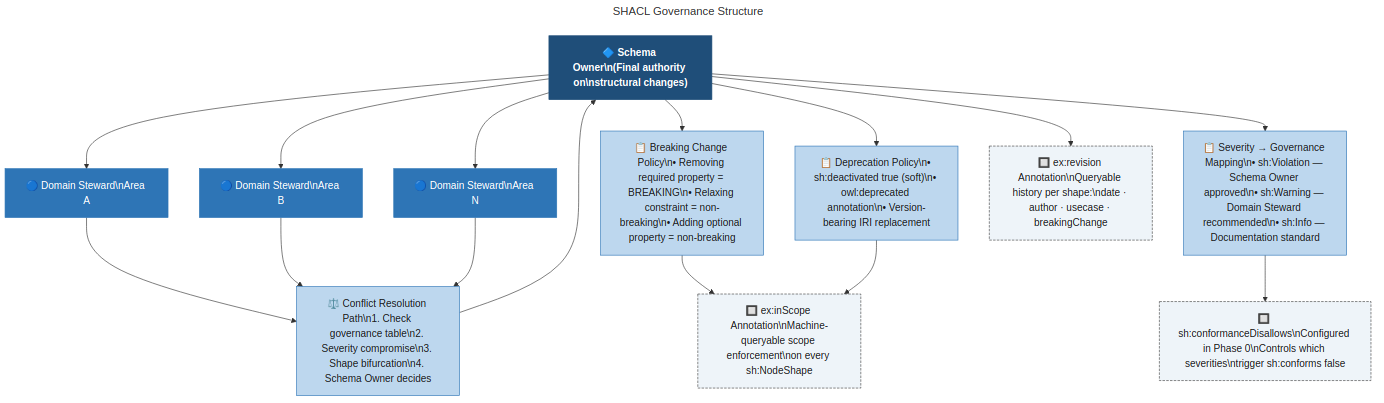 SHACL Governance Structure
🔷 Schema
Owner\n(Final authority
on\nstructural changes)
🔵 Domain Steward\nArea
A
🔵 Domain Steward\nArea
B
🔵 Domain Steward\nArea
N
📋 Breaking Change
Policy\n• Removing
required property =
BREAKING\n• Relaxing
constraint = non-
breaking\n• Adding optional
property = non-breaking
📋 Deprecation Policy\n•
sh:deactivated true (soft)\n•
owl:deprecated
annotation\n• Version-
bearing IRI replacement
🔲 ex:revision
Annotation\nQueryable
history per shape:\ndate ·
author · usecase ·
breakingChange
📋 Severity → Governance
Mapping\n• sh:Violation —
Schema Owner
approved\n• sh:Warning —
Domain Steward
recommended\n• sh:Info —
Documentation standard
⚖️ Conflict Resolution
Path\n1. Check
governance table\n2.
Severity compromise\n3.
Shape bifurcation\n4.
Schema Owner decides
🔲 ex:inScope
Annotation\nMachine-
queryable scope
enforcement\non every
sh:NodeShape
🔲
sh:conformanceDisallows\nConfigured
in Phase 0\nControls which
severities\ntrigger sh:conforms false